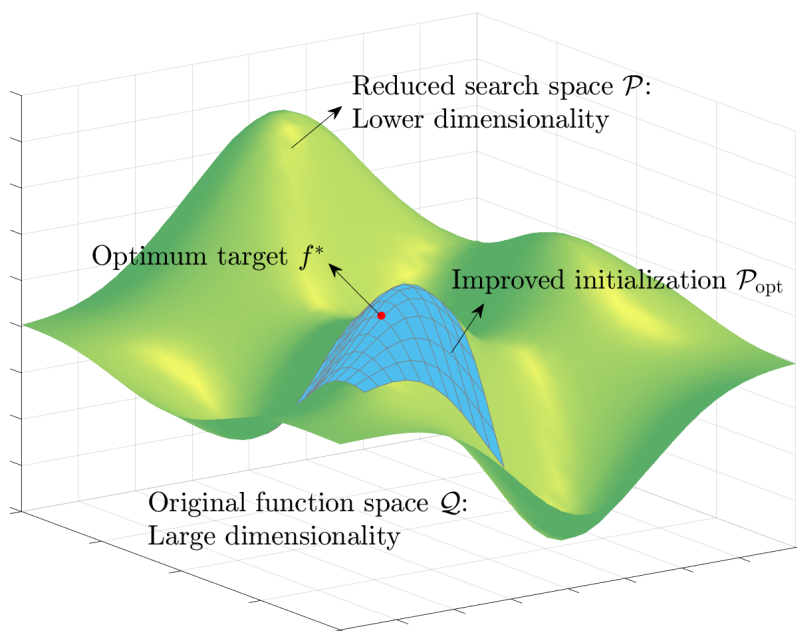 Reduced search space 𝒫:
Lower dimensionality
Optimum target f*
Improved initialization 𝒫opt
Original function space 𝒬:
Large dimensionality